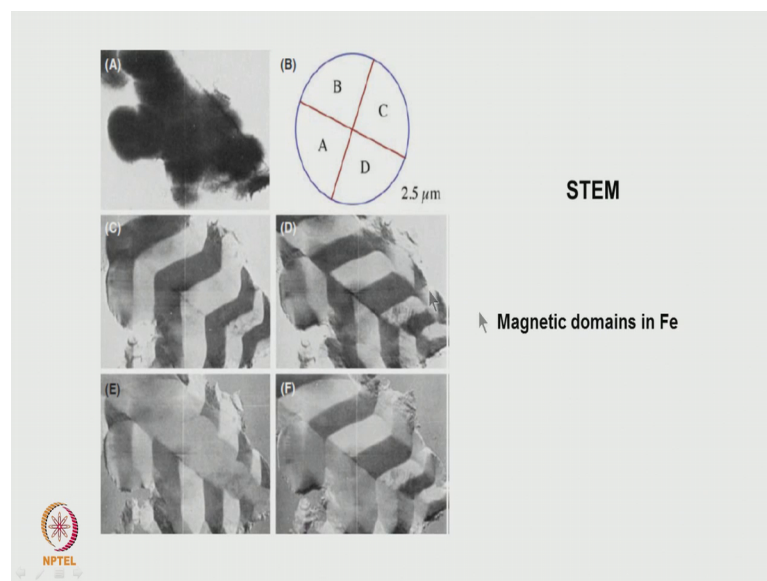 (A)
(B)
B
C
A
D
2.5 μm
STEM
(C)
(D)
Magnetic domains in Fe
(E)
(F)
NPTEL